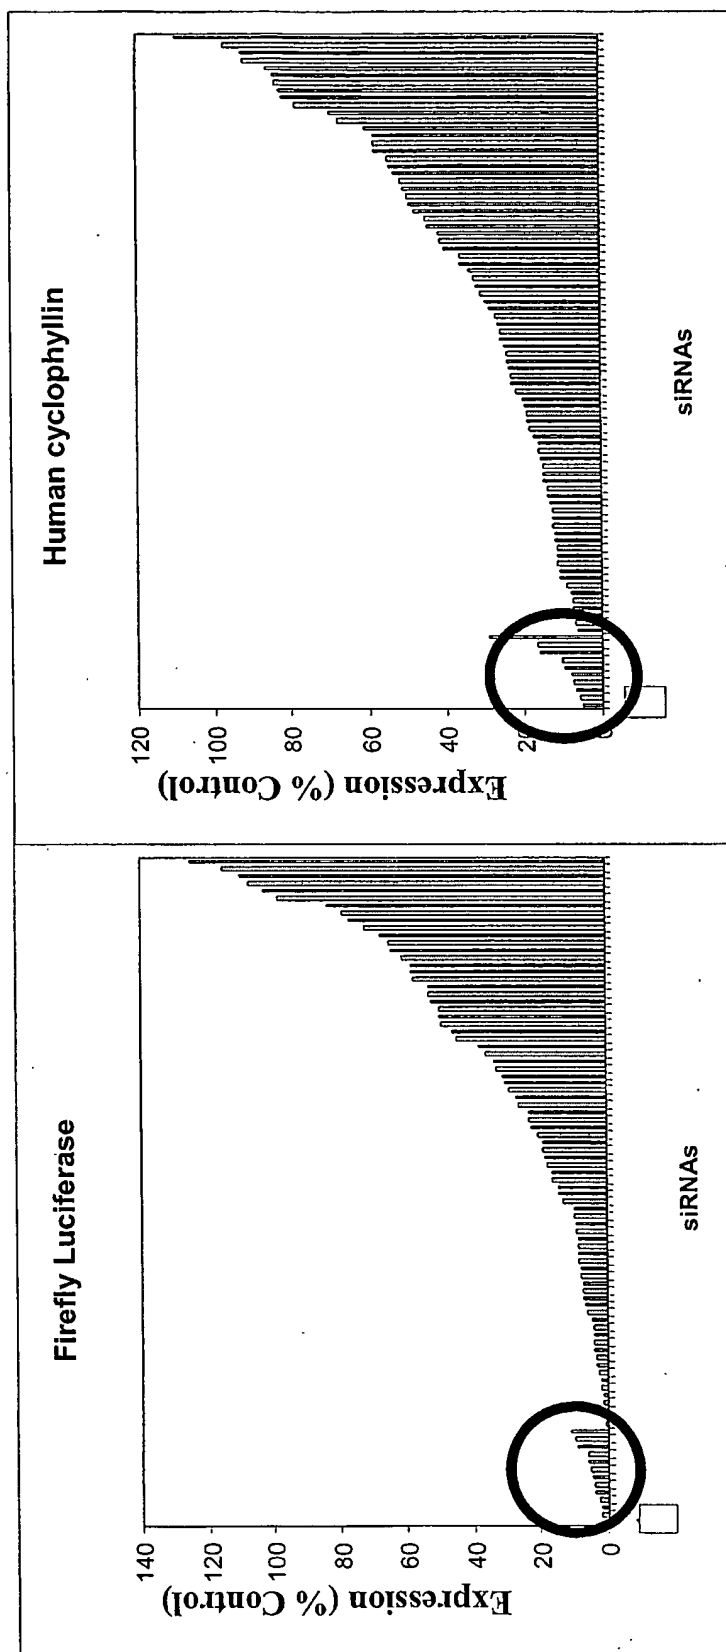 Firefly Luciferase
Expression (% Control)
140
120
100
80
60
40
20
0
siRNAs
Human cyclophyllin
Expression (% Control)
120
100
80
60
40
siRNAs